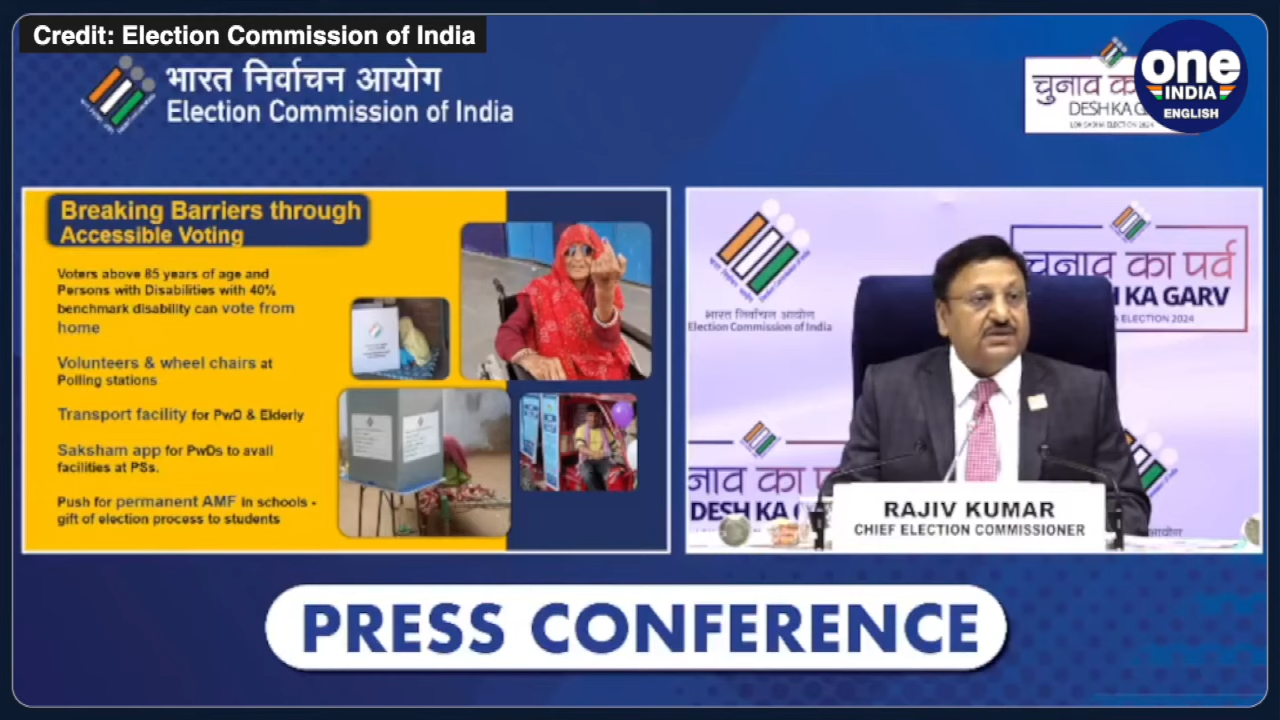 Credit: Election Commission of India
भारत निर्वाचन आयोग
Election Commission of India
चुनाव का
DESH KA G
LOK SABHA ELECTION 2024
one
INDIA
ENGLISH
Breaking Barriers through
Accessible Voting
Voters above 85 years of age and
Persons with Disabilities with 40%
benchmark disability can vote from
home
Volunteers & wheel chairs at
Polling stations
Transport facility for PwD & Elderly
Saksham app for PwDs to avail
facilities at PSs.
Push for permanent AMF in schools -
gift of election process to students
भारत निर्वाचन आयोग
Election Commission of India
चुनाव का पर्व
H KA GARV
ELECTION 2024
नाव का प
DESH KA
RAJIV KUMAR
CHIEF ELECTION COMMISSIONER
PRESS CONFERENCE